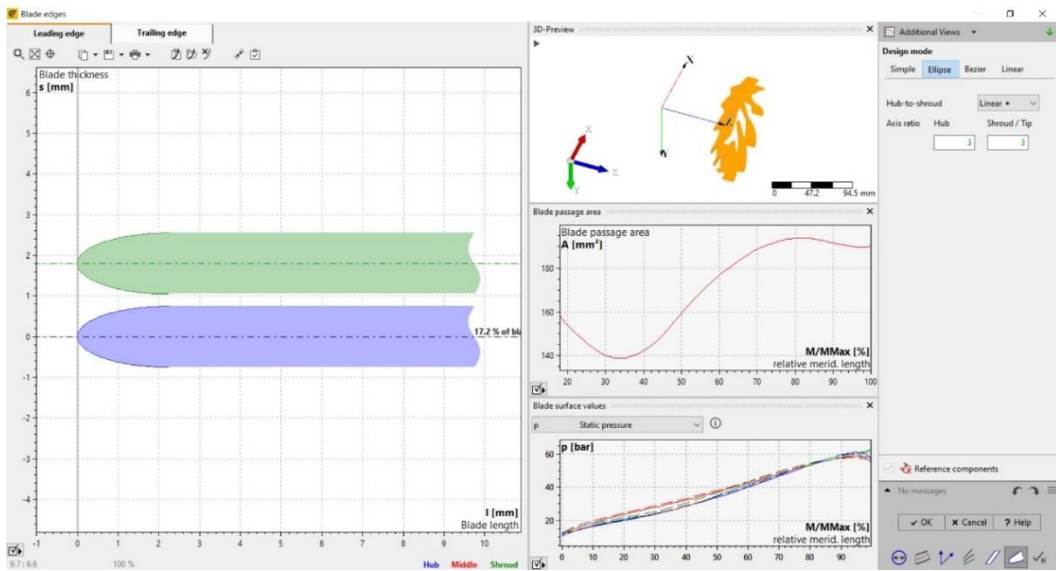 Blade edges
Leading edge
Trailing edge
Blade thickness
s [mm]
6
5
4
3
2
1
0
-1
-2
-3
-4
17.2 % of bla
l [mm]
Blade length
-1 0 1 2 3 4 5 6 7 8 9 10
9.7 : 6.6
100 %
Hub Middle Shroud
3D-Preview
X
Z
Y
X
Z
Y
0 47.2 94.5 mm
Blade passage area
Blade passage area
A [mm²]
180
160
140
M/MMax [%]
relative merid. length
20 30 40 50 60 70 80 90 100
Blade surface values
p Static pressure
p [bar]
60
50
40
30
20
M/MMax [%]
relative merid. length
0 10 20 30 40 50 60 70 80 90
Additional Views
Design mode
Simple Ellipse Bezier Linear
Hub-to-shroud Linear
Axis ratio Hub Shroud / Tip
3 3
Reference components
No messages
OK Cancel ? Help